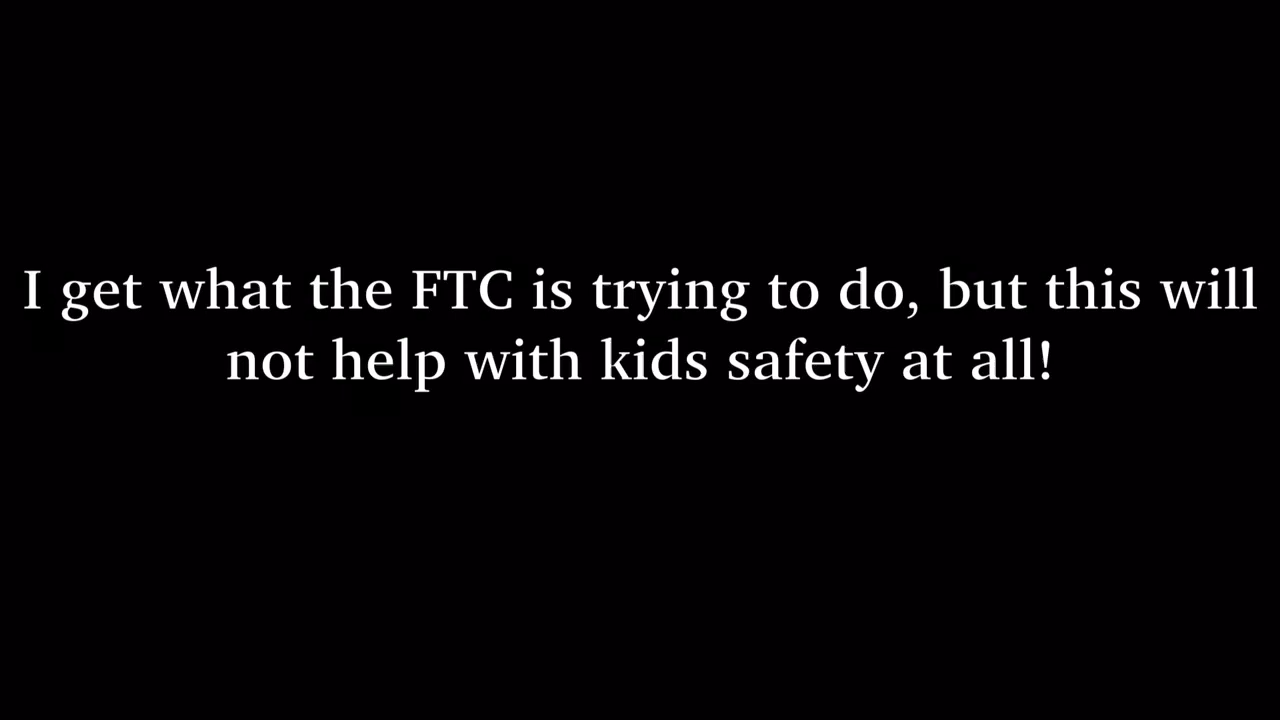 I get what the FTC is trying to do, but this will
not help with kids safety at all!